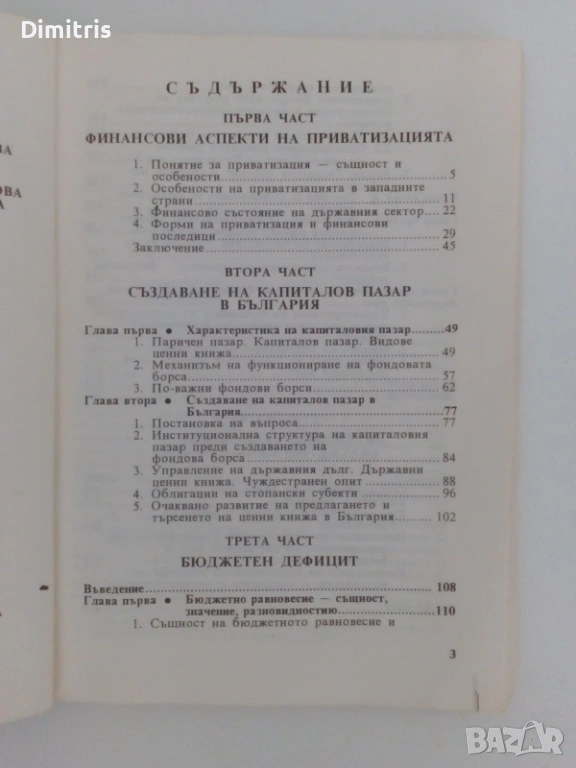 Dimitris
ЗА
ОВА
А
СЪДЪРЖАНИЕ
ПЪРВА ЧАСТ
ФИНАНСОВИ АСПЕКТИ НА ПРИВАТИЗАЦИЯТА
1. Понятие за приватизация — същност и
особености 5
2. Особености на приватизацията в западните
страни 11
3. Финансово състояние на държавния сектор 22
4. Форми на приватизация и финансови
последици 29
Заключение 45
ВТОРА ЧАСТ
СЪЗДАВАНЕ НА КАПИТАЛОВ ПАЗАР
В БЪЛГАРИЯ
Глава първа • Характеристика на капиталовия пазар 49
1. Паричен пазар. Капиталов пазар. Видове
ценни книжа 49
2. Механизъм на функциониране на фондовата
борса 57
3. По-важни фондови борси 62
Глава втора • Създаване на капиталов пазар в
България 77
1. Постановка на въпроса 77
2. Институционална структура на капиталовия
пазар преди създаването на
фондова борса 84
3. Управление на държавния дълг. Държавни
ценни книжа. Чуждестранен опит 88
4. Облигации на стопански субекти 96
5. Очаквано развитие на предлагането и
търсенето на ценни книжа в България 102
ТРЕТА ЧАСТ
БЮДЖЕТЕН ДЕФИЦИТ
Въведение 108
Глава първа • Бюджетно равновесие — същност,
значение, разновидностию 110
1. Същност на бюджетното равновесие и
3
BAZAR